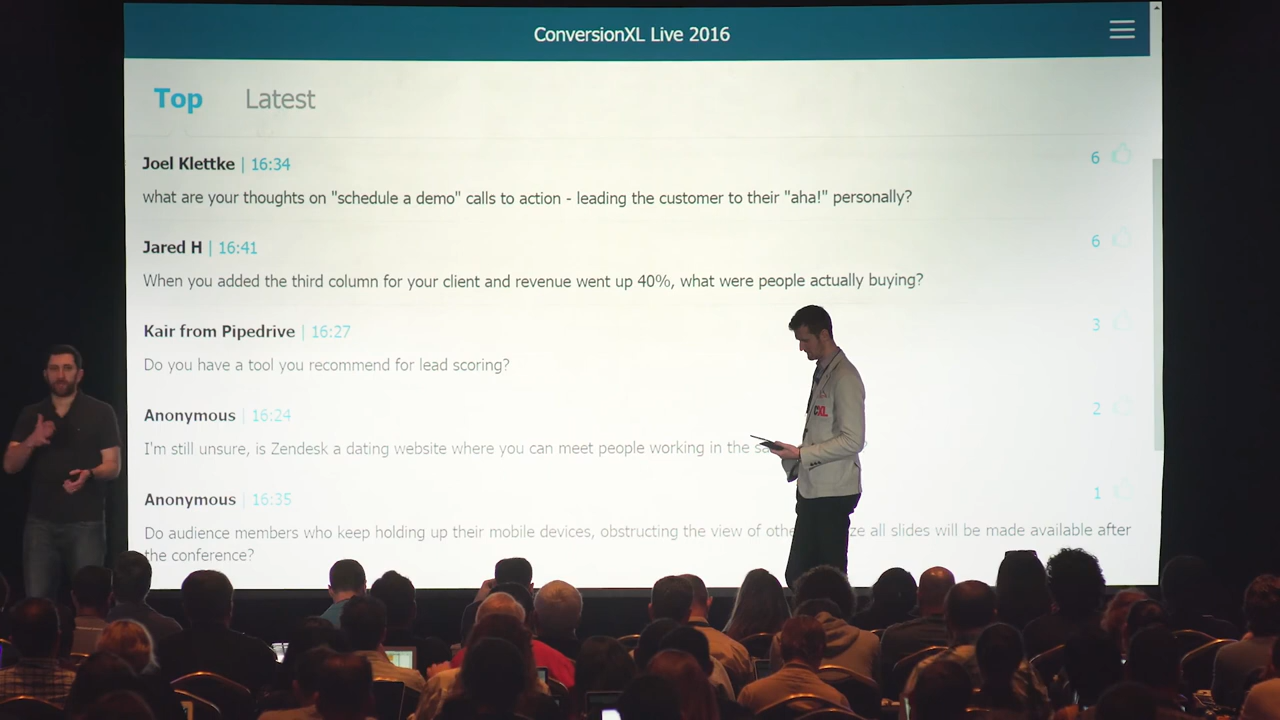 ConversionXL Live 2016
Top Latest
Joel Klettke | 16:34 6
what are your thoughts on "schedule a demo" calls to action - leading the customer to their "aha!" personally?
Jared H | 16:41 6
When you added the third column for your client and revenue went up 40%, what were people actually buying?
Kair from Pipedrive | 16:27 3
Do you have a tool you recommend for lead scoring?
Anonymous | 16:24 2
I'm still unsure, is Zendesk a dating website where you can meet people working in the
Anonymous | 16:35 1
Do audience members who keep holding up their mobile devices, obstructing the view of all slides will be made available after
the conference?
CXL